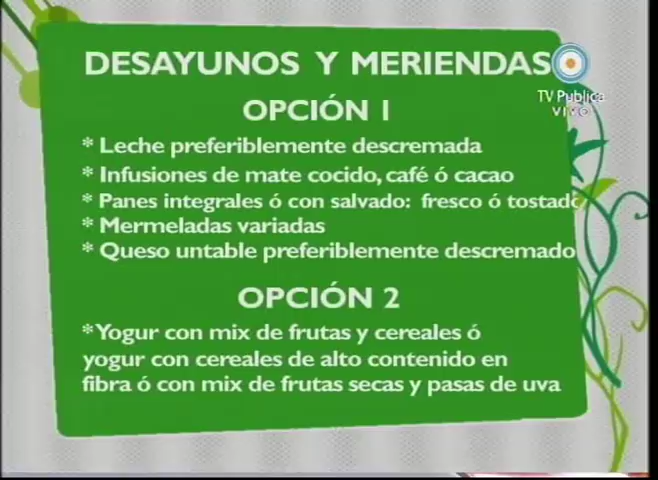 DESAYUNOS Y MERIENDAS
TV Pública
VIVO
OPCIÓN 1
* Leche preferiblemente descremada
* Infusiones de mate cocido, café ó cacao
* Panes integrales ó con salvado: fresco ó tostado
* Mermeladas variadas
* Queso untable preferiblemente descremado
OPCIÓN 2
* Yogur con mix de frutas y cereales ó
yogur con cereales de alto contenido en
fibra ó con mix de frutas secas y pasas de uva